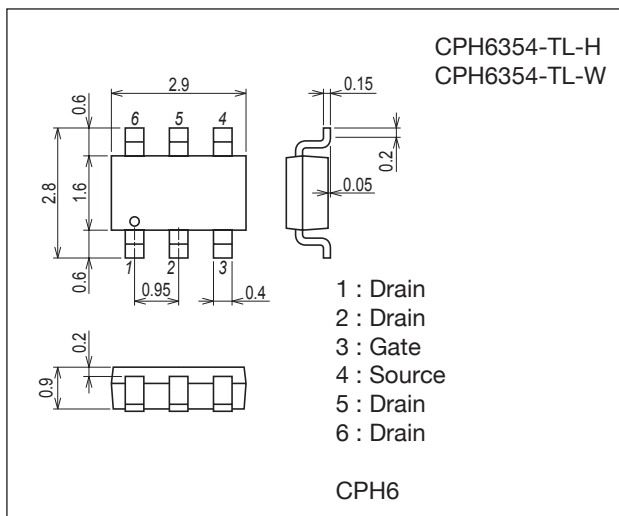 CPH6354-TL-H
CPH6354-TL-W
2.9
0.15
0.6
6 5 4
0.2
2.8
1.6
0.05
0.6
1 2 3
0.95
0.4
1 : Drain
2 : Drain
3 : Gate
4 : Source
5 : Drain
6 : Drain
0.2
0.9
CPH6